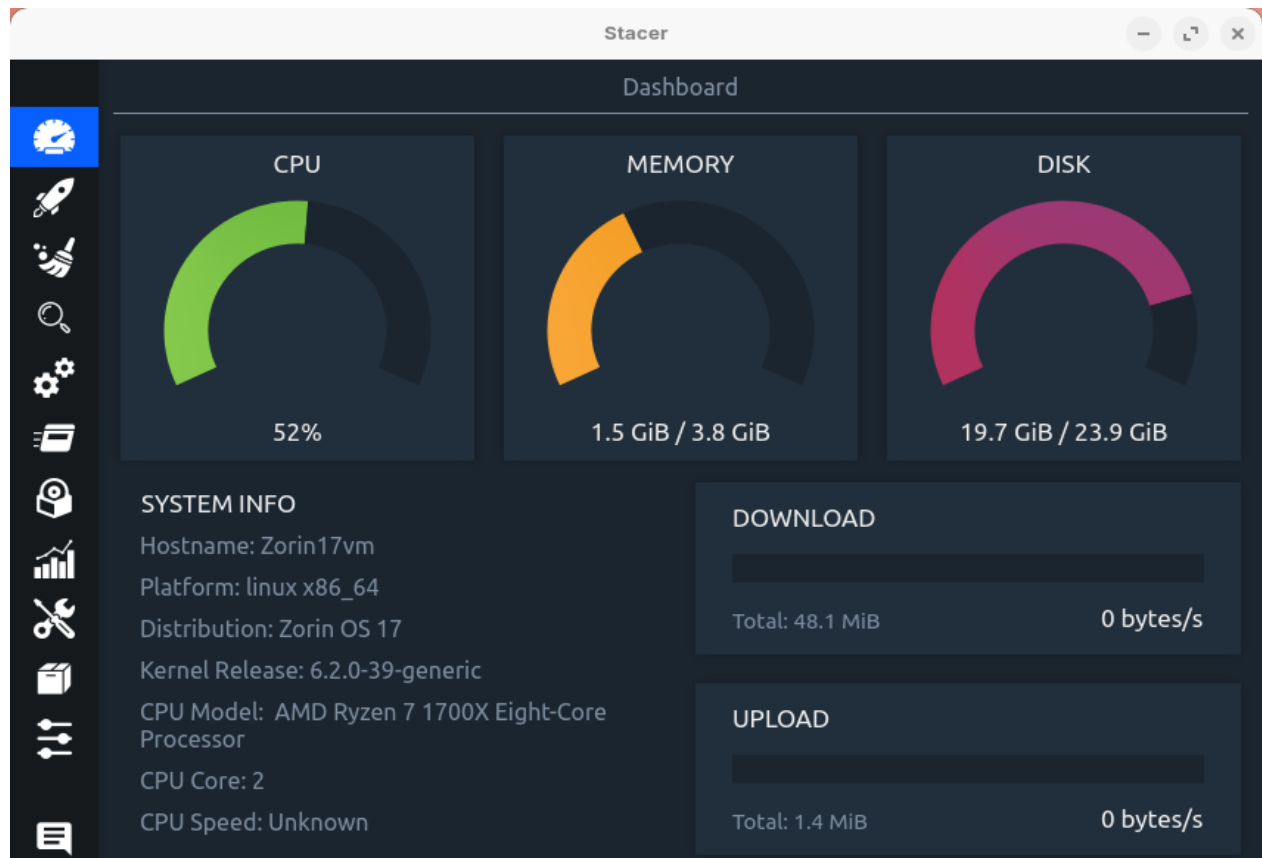 Stacer
Dashboard
CPU
52%
MEMORY
1.5 GiB / 3.8 GiB
DISK
19.7 GiB / 23.9 GiB
SYSTEM INFO
Hostname: Zorin17vm
Platform: linux x86_64
Distribution: Zorin OS 17
Kernel Release: 6.2.0-39-generic
CPU Model:  AMD Ryzen 7 1700X Eight-Core
Processor
CPU Core: 2
CPU Speed: Unknown
DOWNLOAD
Total: 48.1 MiB
0 bytes/s
UPLOAD
Total: 1.4 MiB
0 bytes/s